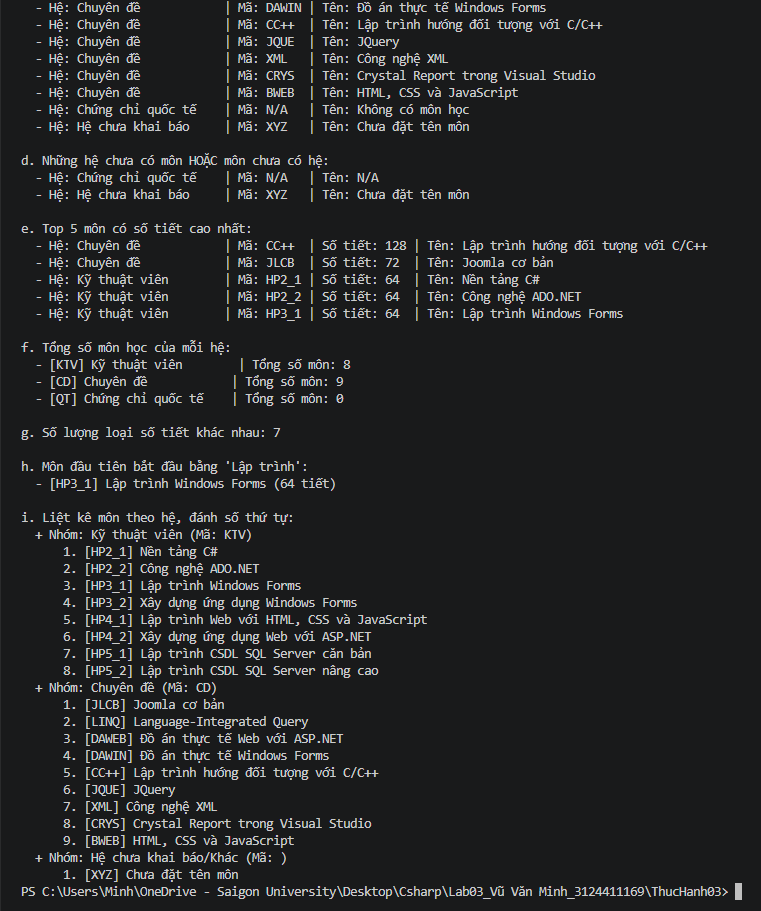 - Hệ: Chuyên đề | Mã: DAWIN | Tên: Đồ án thực tế Windows Forms
- Hệ: Chuyên đề | Mã: CC++ | Tên: Lập trình hướng đối tượng với C/C++
- Hệ: Chuyên đề | Mã: JQUE | Tên: JQuery
- Hệ: Chuyên đề | Mã: XML | Tên: Công nghệ XML
- Hệ: Chuyên đề | Mã: CRYS | Tên: Crystal Report trong Visual Studio
- Hệ: Chuyên đề | Mã: BWEB | Tên: HTML, CSS và JavaScript
- Hệ: Chứng chỉ quốc tế | Mã: N/A | Tên: Không có môn học
- Hệ: Hệ chưa khai báo | Mã: XYZ | Tên: Chưa đặt tên môn
d. Những hệ chưa có môn HOẶC môn chưa có hệ:
- Hệ: Chứng chỉ quốc tế | Mã: N/A | Tên: N/A
- Hệ: Hệ chưa khai báo | Mã: XYZ | Tên: Chưa đặt tên môn
e. Top 5 môn có số tiết cao nhất:
- Hệ: Chuyên đề | Mã: CC++ | Số tiết: 128 | Tên: Lập trình hướng đối tượng với C/C++
- Hệ: Chuyên đề | Mã: JLCB | Số tiết: 72 | Tên: Joomla cơ bản
- Hệ: Kỹ thuật viên | Mã: HP2_1 | Số tiết: 64 | Tên: Nền tảng C#
- Hệ: Kỹ thuật viên | Mã: HP2_2 | Số tiết: 64 | Tên: Công nghệ ADO.NET
- Hệ: Kỹ thuật viên | Mã: HP3_1 | Số tiết: 64 | Tên: Lập trình Windows Forms
f. Tổng số môn học của mỗi hệ:
- [KTV] Kỹ thuật viên | Tổng số môn: 8
- [CD] Chuyên đề | Tổng số môn: 9
- [QT] Chứng chỉ quốc tế | Tổng số môn: 0
g. Số lượng loại số tiết khác nhau: 7
h. Môn đầu tiên bắt đầu bằng 'Lập trình':
- [HP3_1] Lập trình Windows Forms (64 tiết)
i. Liệt kê môn theo hệ, đánh số thứ tự:
+ Nhóm: Kỹ thuật viên (Mã: KTV)
1. [HP2_1] Nền tảng C#
2. [HP2_2] Công nghệ ADO.NET
3. [HP3_1] Lập trình Windows Forms
4. [HP3_2] Xây dựng ứng dụng Windows Forms
5. [HP4_1] Lập trình Web với HTML, CSS và JavaScript
6. [HP4_2] Xây dựng ứng dụng Web với ASP.NET
7. [HP5_1] Lập trình CSDL SQL Server căn bản
8. [HP5_2] Lập trình CSDL SQL Server nâng cao
+ Nhóm: Chuyên đề (Mã: CD)
1. [JLCB] Joomla cơ bản
2. [LINQ] Language-Integrated Query
3. [DAWEB] Đồ án thực tế Web với ASP.NET
4. [DAWIN] Đồ án thực tế Windows Forms
5. [CC++] Lập trình hướng đối tượng với C/C++
6. [JQUE] JQuery
7. [XML] Công nghệ XML
8. [CRYS] Crystal Report trong Visual Studio
9. [BWEB] HTML, CSS và JavaScript
+ Nhóm: Hệ chưa khai báo/Khác (Mã: )
1. [XYZ] Chưa đặt tên môn
PS C:\Users\Minh\OneDrive - Saigon University\Desktop\Csharp\Lab03_Vũ Văn Minh_3124411169\ThucHanh03>